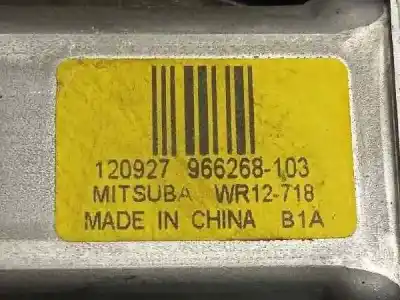 120927 966268-103
MITSUBA WR12-718
MADE IN CHINA B1A